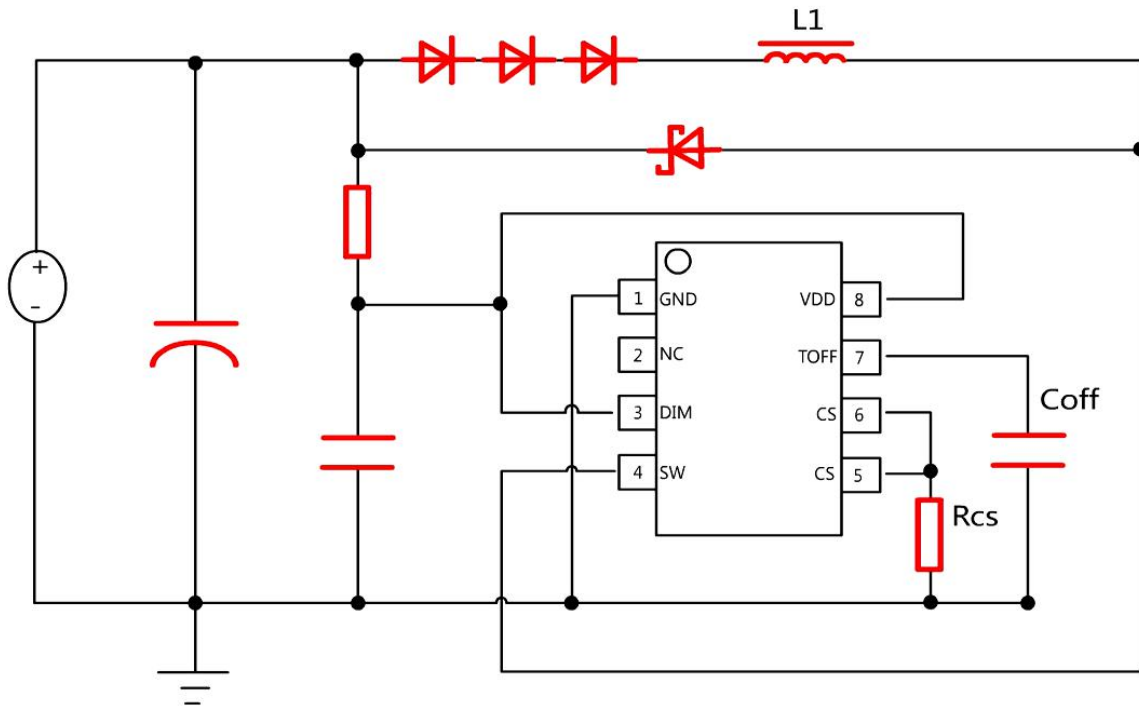 L1
+
-
1 GND
2 NC
3 DIM
4 SW
VDD 8
TOFF 7
CS 6
CS 5
Coff
Rcs